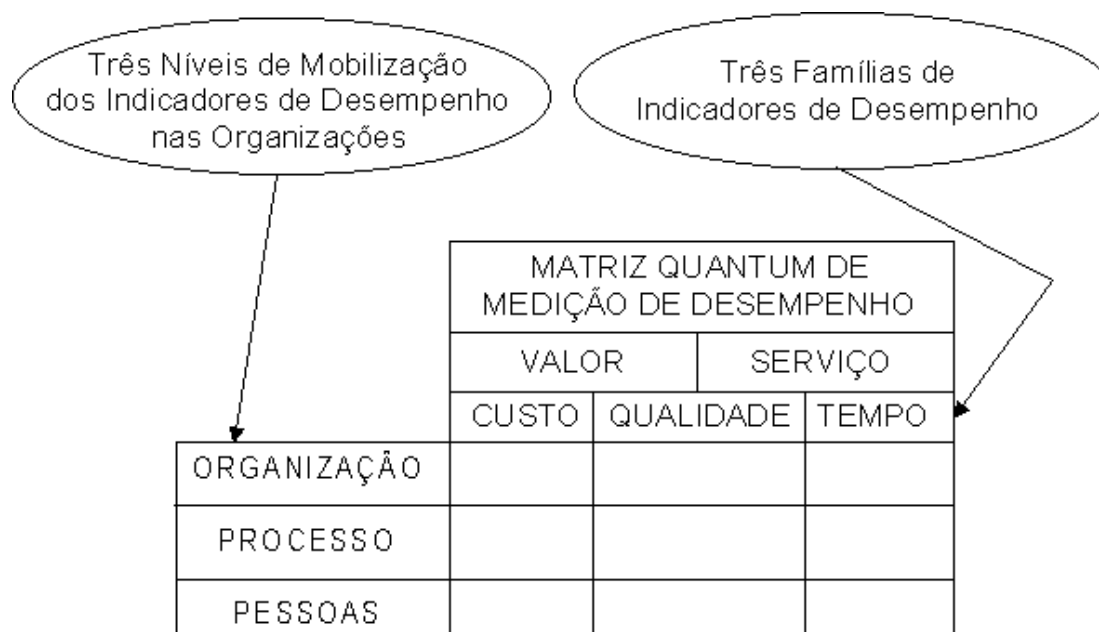 Três Níveis de Mobilização
dos Indicadores de Desempenho
nas Organizações
Três Famílias de
Indicadores de Desempenho
MATRIZ QUANTUM DE
MEDIÇÃO DE DESEMPENHO
VALOR
SERVIÇO
CUSTO
QUALIDADE
TEMPO
ORGANIZAÇÃO
PROCESSO
PESSOAS